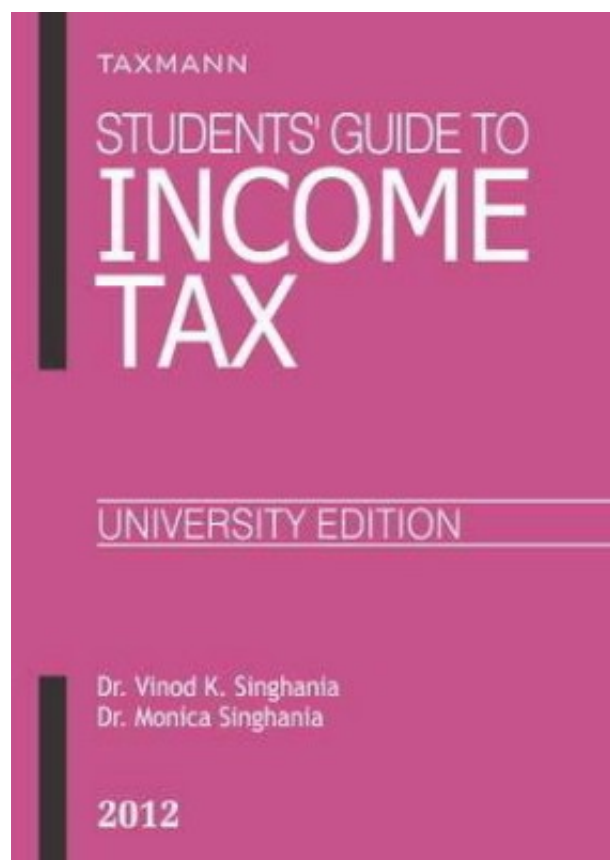 TAXMANN
STUDENTS' GUIDE TO
INCOME
TAX
UNIVERSITY EDITION
Dr. Vinod K. Singhania
Dr. Monica Singhania
2012